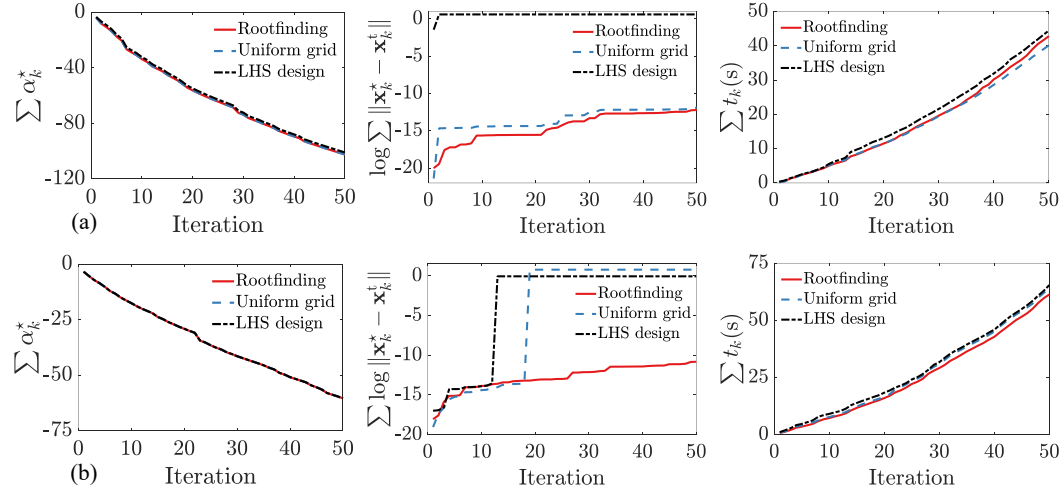 0
-40
-80
-120
∑ α*ₖ
Rootfinding
Uniform grid
LHS design
0 10 20 30 40 50
Iteration
(a)
0
-5
-10
-15
-20
log ∑ ‖x*ₖ − xᵗₖ‖
Rootfinding
Uniform grid
LHS design
0 10 20 30 40 50
Iteration
50
40
30
20
10
0
∑ tₖ(s)
Rootfinding
Uniform grid
LHS design
0 10 20 30 40 50
Iteration
0
-25
-50
-75
∑ α*ₖ
Rootfinding
Uniform grid
LHS design
0 10 20 30 40 50
Iteration
(b)
0
-5
-10
-15
-20
∑ log ‖x*ₖ − xᵗₖ‖
Rootfinding
Uniform grid
LHS design
0 10 20 30 40 50
Iteration
75
50
25
0
∑ tₖ(s)
Rootfinding
Uniform grid
LHS design
0 10 20 30 40 50
Iteration